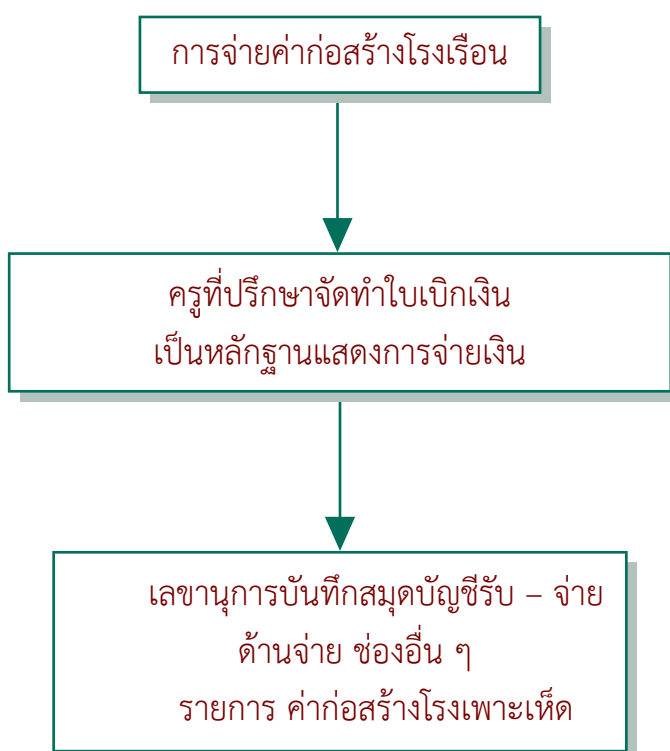 การจ่ายค่าก่อสร้างโรงเรือน
ครูที่ปรึกษาจัดทำใบเบิกเงิน
เป็นหลักฐานแสดงการจ่ายเงิน
เลขานุการบันทึกสมุดบัญชีรับ – จ่าย
ด้านจ่าย ช่องอื่น ๆ
รายการ ค่าก่อสร้างโรงเพาะเห็ด